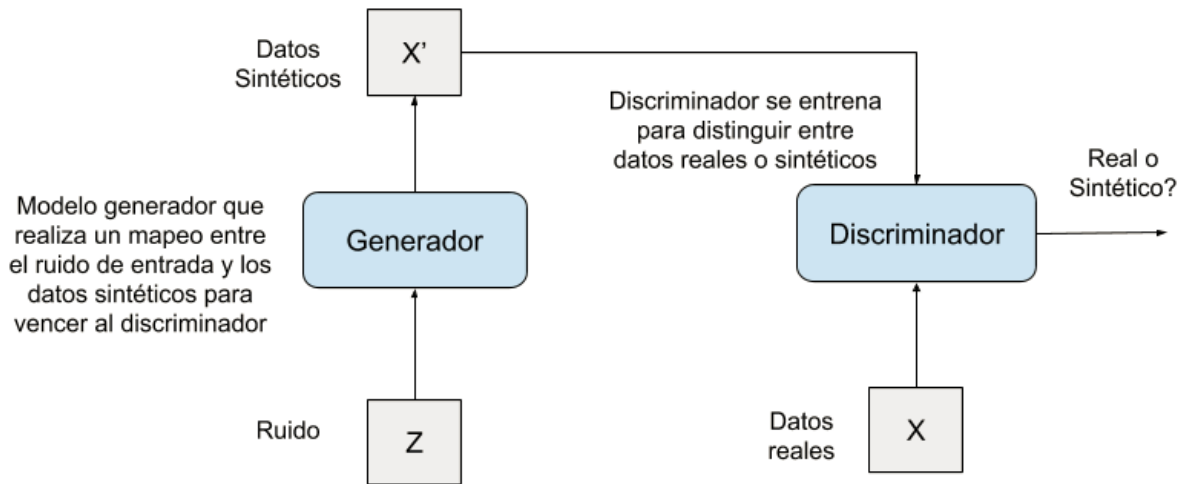 Datos
Sintéticos
X’
Discriminador se entrena
para distinguir entre
datos reales o sintéticos
Real o
Sintético?
Modelo generador que
realiza un mapeo entre
el ruido de entrada y los
datos sintéticos para
vencer al discriminador
Generador
Discriminador
Ruido
Z
Datos
reales
X